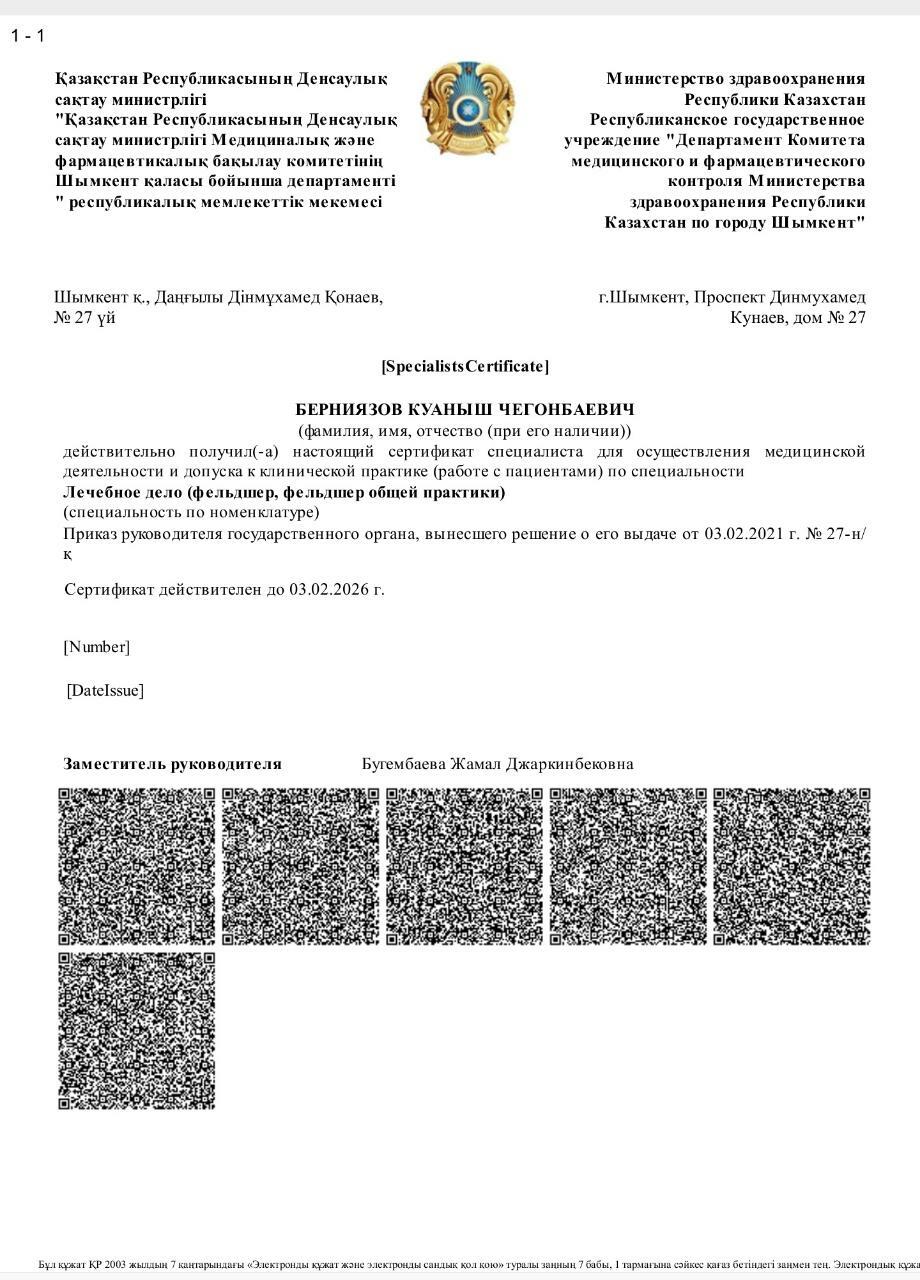 1 - 1
Қазақстан Республикасының Денсаулық
сақтау министрлігі
"Қазақстан Республикасының Денсаулық
сақтау министрлігі Медициналық және
фармацевтикалық бақылау комитетінің
Шымкент қаласы бойынша департаменті
" республикалық мемлекеттік мекемесі
Министерство здравоохранения
Республики Казахстан
Республиканское государственное
учреждение "Департамент Комитета
медицинского и фармацевтического
контроля Министерства
здравоохранения Республики
Казахстан по городу Шымкент"
Шымкент қ., Даңғылы Дінмұхамед Қонаев,
№ 27 үй
г.Шымкент, Проспект Динмухамед
Кунаев, дом № 27
[SpecialistsCertificate]
БЕРНИЯЗОВ КУАНЫШ ЧЕГОНБАЕВИЧ
(фамилия, имя, отчество (при его наличии))
действительно получил(-а) настоящий сертификат специалиста для осуществления медицинской
деятельности и допуска к клинической практике (работе с пациентами) по специальности
Лечебное дело (фельдшер, фельдшер общей практики)
(специальность по номенклатуре)
Приказ руководителя государственного органа, вынесшего решение о его выдаче от 03.02.2021 г. № 27-н/
қ
Сертификат действителен до 03.02.2026 г.
[Number]
[DateIssue]
Заместитель руководителя Бугембаева Жамал Джаркинбековна
Бұл құжат ҚР 2003 жылдың 7 қаңтарындағы «Электронды құжат және электронды сандық қол қою» туралы заңның 7 бабы, 1 тармағына сәйкес қағаз бетіндегі заңмен тең. Электрондық